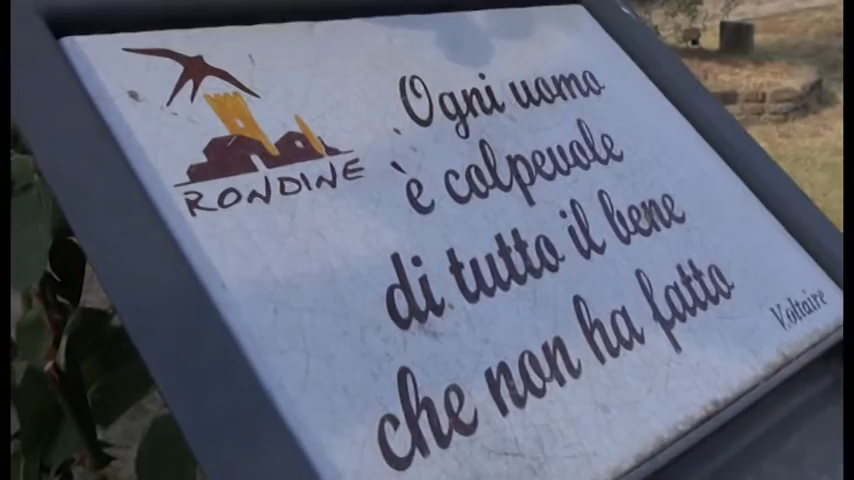 RONDINE
Ogni uomo
è colpevole
di tutto il bene
che non ha fatto
Voltaire